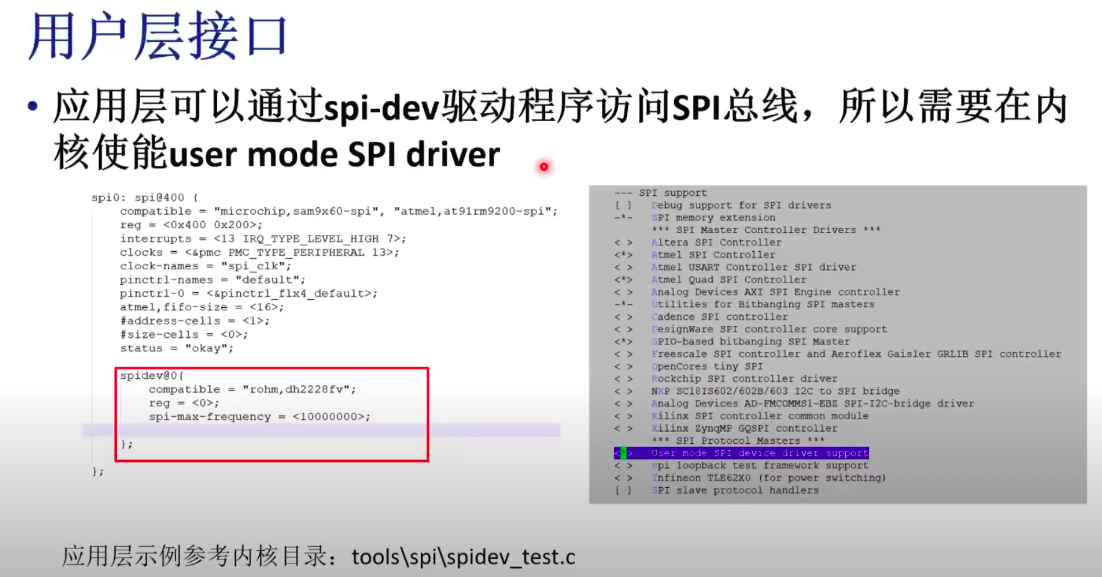 用户层接口
• 应用层可以通过spi-dev驱动程序访问SPI总线，所以需要在内
核使能user mode SPI driver
spi0: spi@400 {
compatible = "microchip,sam9x60-spi", "atmel,at91rm9200-spi";
reg = <0x400 0x200>;
interrupts = <13 IRQ_TYPE_LEVEL_HIGH 7>;
clocks = <&pmc PMC_TYPE_PERIPHERAL 13>;
clock-names = "spi_clk";
pinctrl-names = "default";
pinctrl-0 = <&pinctrl_flx4_default>;
atmel,fifo-size = <16>;
#address-cells = <1>;
#size-cells = <0>;
status = "okay";
spidev@0{
compatible = "rohm,dh2228fv";
reg = <0>;
spi-max-frequency = <10000000>;
};
};
--- SPI support
[ ] Debug support for SPI drivers
-*- SPI memory extension
*** SPI Master Controller Drivers ***
< > Altera SPI Controller
<*> Atmel SPI Controller
< > Atmel USART Controller SPI driver
<*> Atmel Quad SPI Controller
< > Analog Devices AXI SPI Engine controller
-*- Utilities for Bitbanging SPI masters
< > Cadence SPI controller
< > DesignWare SPI controller core support
<*> GPIO-based bitbanging SPI Master
< > Freescale SPI controller and Aeroflex Gaisler GRLIB SPI controller
< > OpenCores tiny SPI
< > Rockchip SPI controller driver
< > NXP SC18IS602/602B/603 I2C to SPI bridge
< > Analog Devices AD-FMCOMMS1-EBZ SPI-I2C-bridge driver
< > Xilinx SPI controller common module
< > Xilinx ZynqMP GQSPI controller
*** SPI Protocol Masters ***
<*> User mode SPI device driver support
< > spi loopback test framework support
< > Infineon TLE62X0 (for power switching)
[ ] SPI slave protocol handlers
应用层示例参考内核目录：tools\spi\spidev_test.c